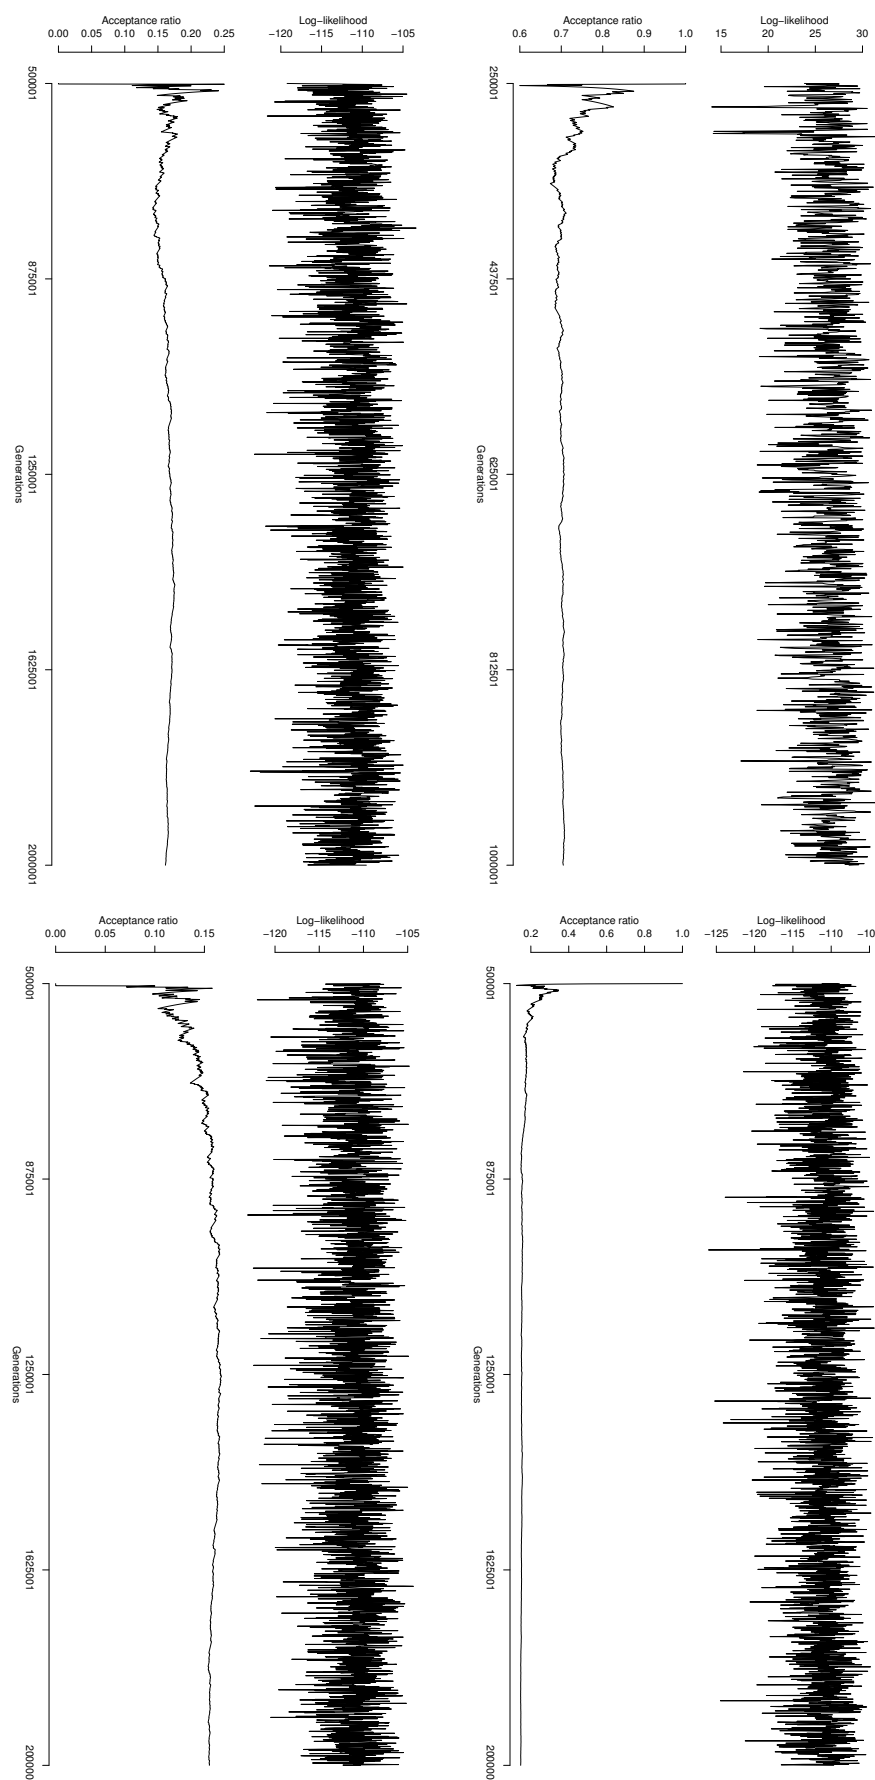 Acceptance ratio
0.00 0.05 0.15 0.20 0.25
Log−likelihood
−120 −115 −110 −105
500001 875001 1250001 1625001 2000001
Generations
Acceptance ratio
0.6 0.7 0.8 0.9 1.0
Log−likelihood
15 20 25 30
250001 437501 625001 812501 1000001
Generations
Acceptance ratio
0.00 0.05 0.10 0.15
Log−likelihood
−120 −115 −110 −105
500001 875001 1250001 1625001 200000
Generations
Acceptance ratio
0.2 0.4 0.6 0.8 1.0
Log−likelihood
−125 −120 −115 −110 −10
500001 875001 1250001 1625001 200000
Generations